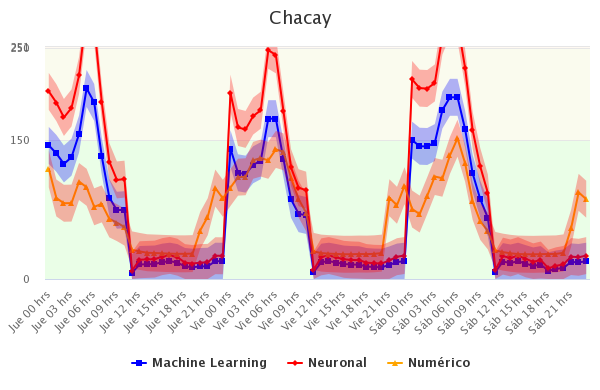 Chacay
250
150
0
Jue 00 hrs
Jue 03 hrs
Jue 06 hrs
Jue 09 hrs
Jue 12 hrs
Jue 15 hrs
Jue 18 hrs
Jue 21 hrs
Vie 00 hrs
Vie 03 hrs
Vie 06 hrs
Vie 09 hrs
Vie 12 hrs
Vie 15 hrs
Vie 18 hrs
Vie 21 hrs
Sáb 00 hrs
Sáb 03 hrs
Sáb 06 hrs
Sáb 09 hrs
Sáb 12 hrs
Sáb 15 hrs
Sáb 18 hrs
Sáb 21 hrs
Machine Learning Neuronal Numérico